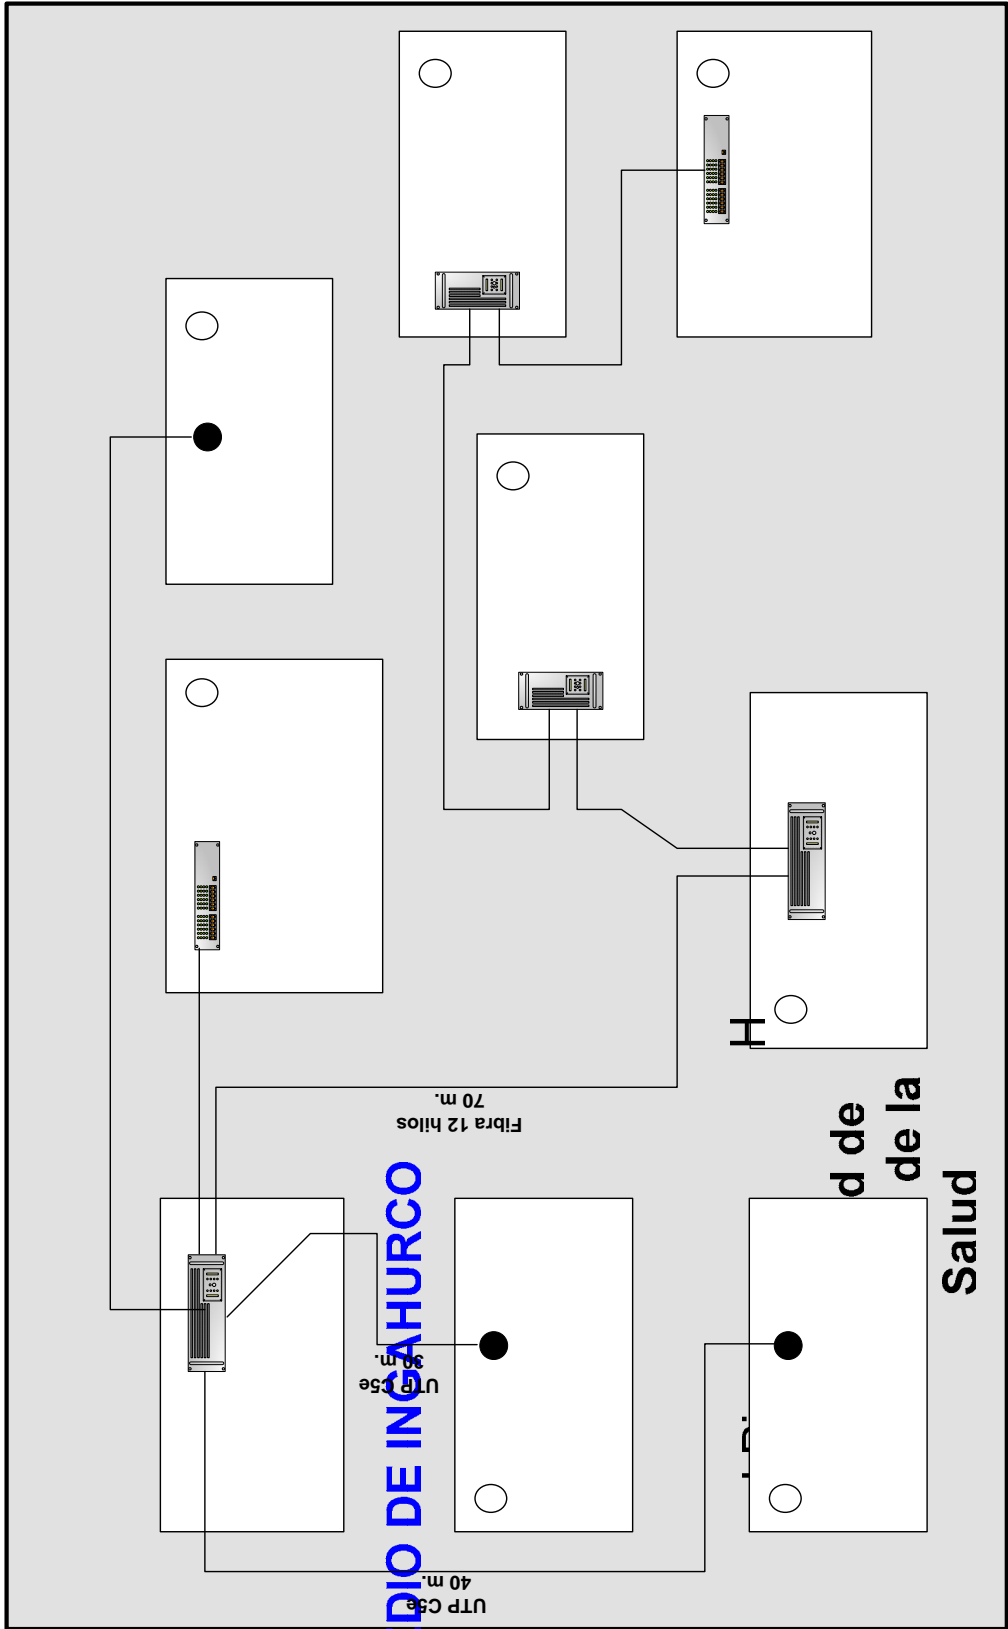 Fibra 12 hilos
70 m.
DIO DE INGAHURCO
UTP C5e
30 m.
UTP C5e
40 m.
H
d de
de la
Salud